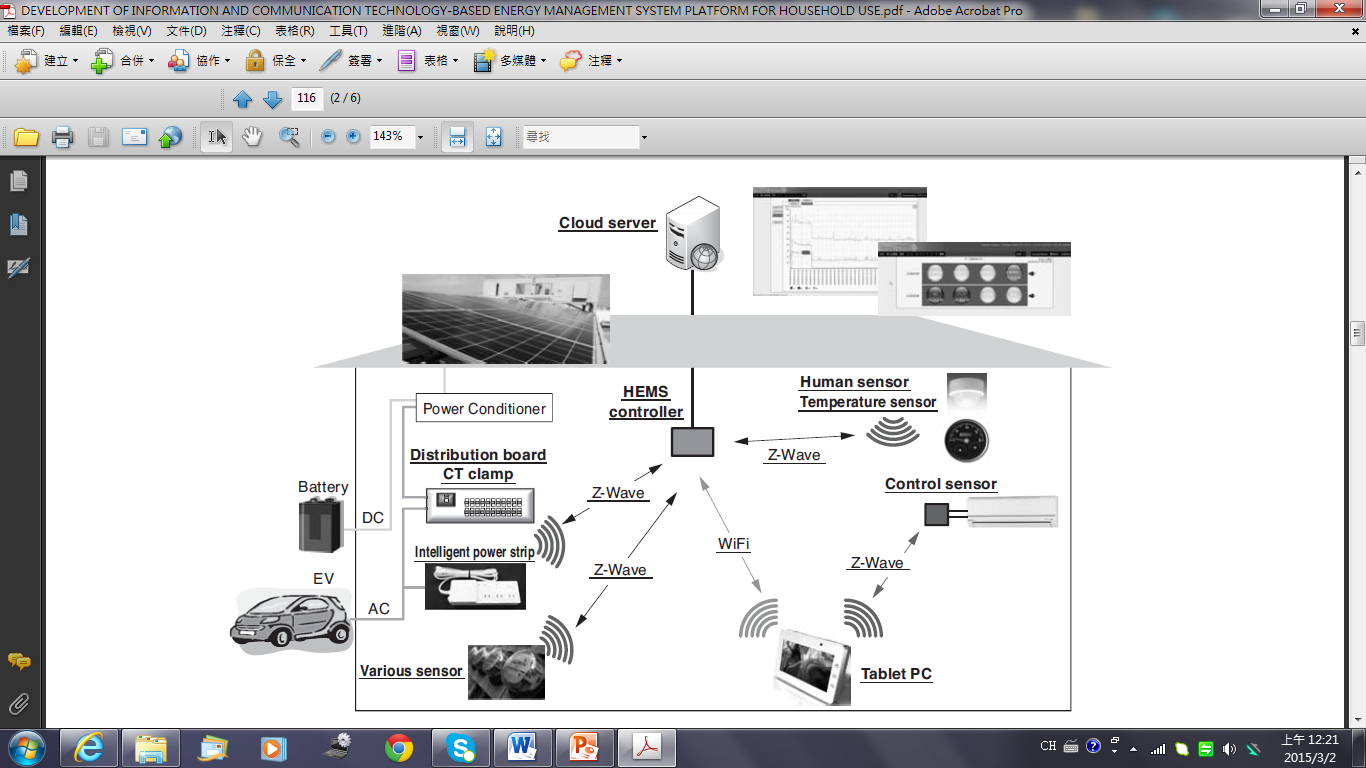 DEVELOPMENT OF INFORMATION AND COMMUNICATION TECHNOLOGY-BASED ENERGY MANAGEMENT SYSTEM PLATFORM FOR HOUSEHOLD USE.pdf - Adobe Acrobat Pro
檔案(F) 編輯(E) 檢視(V) 文件(D) 注釋(C) 表格(R) 工具(T) 進階(A) 視窗(W) 說明(H)
建立 合併 協作 保全 簽署 表格 多媒體 注釋
116 (2 / 6)
143% 尋找
Cloud server
HEMS
controller
Human sensor
Temperature sensor
Power Conditioner
Z-Wave
Distribution board
CT clamp
Control sensor
Battery
Z-Wave
DC
WiFi
Intelligent power strip
Z-Wave
Z-Wave
EV
AC
Various sensor
Tablet PC
CH
上午 12:21
2015/3/2